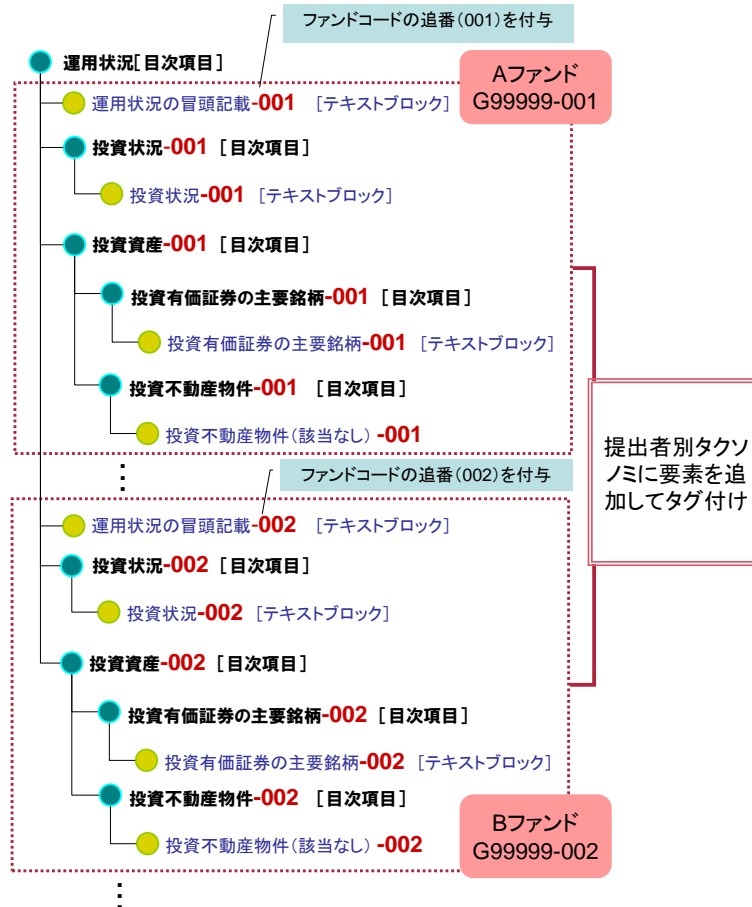 ファンドコードの追番(001)を付与
運用状況[目次項目]
Aファンド
G99999-001
運用状況の冒頭記載-001 [テキストブロック]
投資状況-001 [目次項目]
投資状況-001 [テキストブロック]
投資資産-001 [目次項目]
投資有価証券の主要銘柄-001 [目次項目]
投資有価証券の主要銘柄-001 [テキストブロック]
投資不動産物件-001 [目次項目]
投資不動産物件(該当なし)-001
提出者別タクソ
ノミに要素を追
加してタグ付け
ファンドコードの追番(002)を付与
運用状況の冒頭記載-002 [テキストブロック]
投資状況-002 [目次項目]
投資状況-002 [テキストブロック]
投資資産-002 [目次項目]
投資有価証券の主要銘柄-002 [目次項目]
投資有価証券の主要銘柄-002 [テキストブロック]
投資不動産物件-002 [目次項目]
投資不動産物件(該当なし)-002
Bファンド
G99999-002